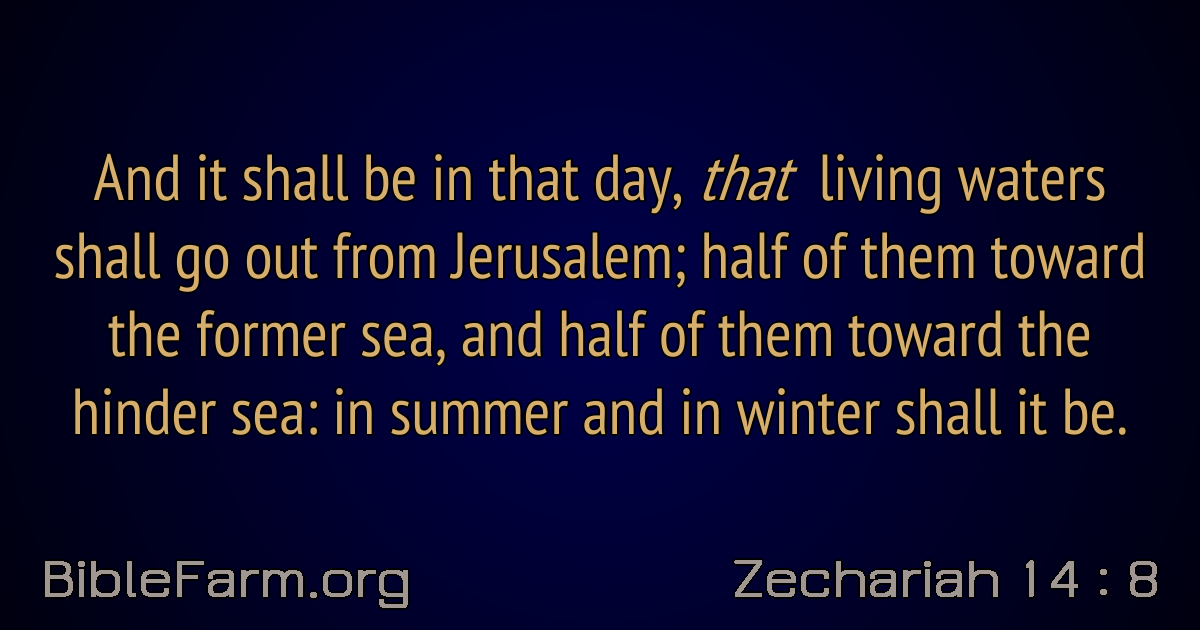 And it shall be in that day, that living waters
shall go out from Jerusalem; half of them toward
the former sea, and half of them toward the
hinder sea: in summer and in winter shall it be.
BibleFarm.org
Zechariah 14 : 8